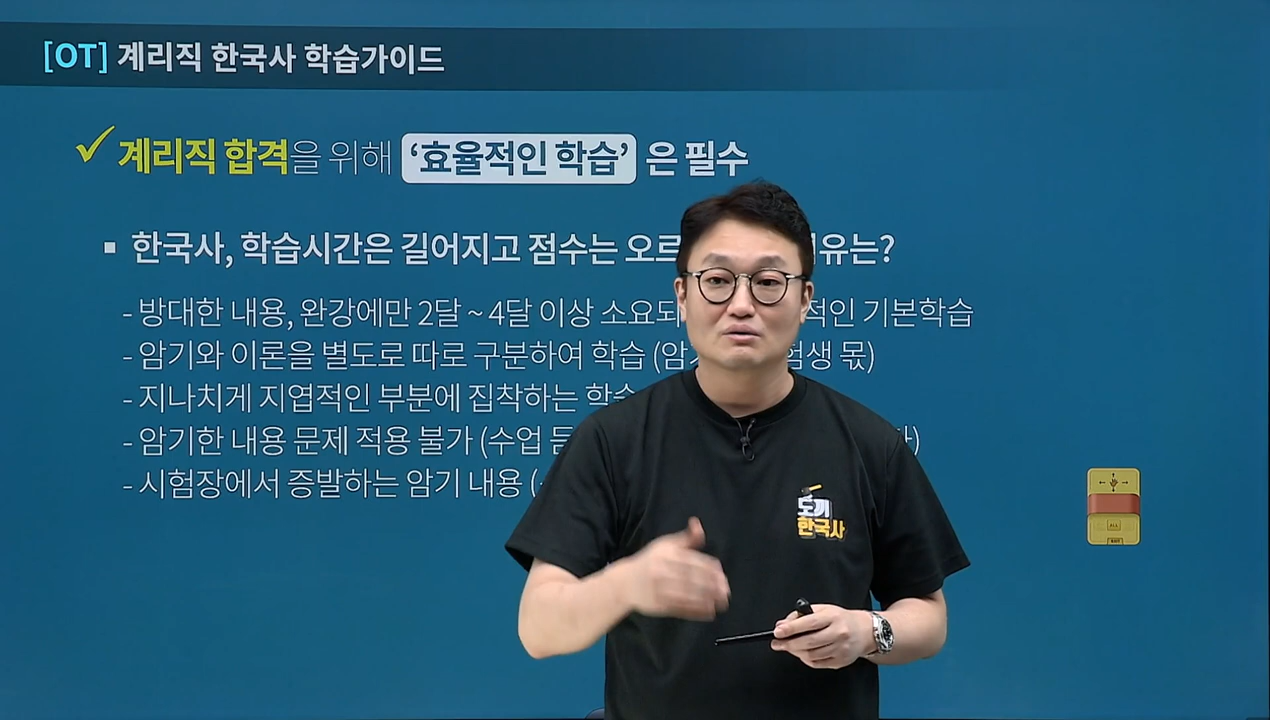 [OT] 계리직 한국사 학습가이드
계리직 합격을 위해 '효율적인 학습' 은 필수
한국사, 학습시간은 길어지고 점수는 오르 유는?
- 방대한 내용, 완강에만 2달 ~ 4달 이상 소요되 적인 기본학습
- 암기와 이론을 별도로 따로 구분하여 학습 (암 험생 몫)
- 지나치게 지엽적인 부분에 집착하는 학습
- 암기한 내용 문제 적용 불가 (수업 듣
- 시험장에서 증발하는 암기 내용 (
도끼
한국사
ALL
EXIT